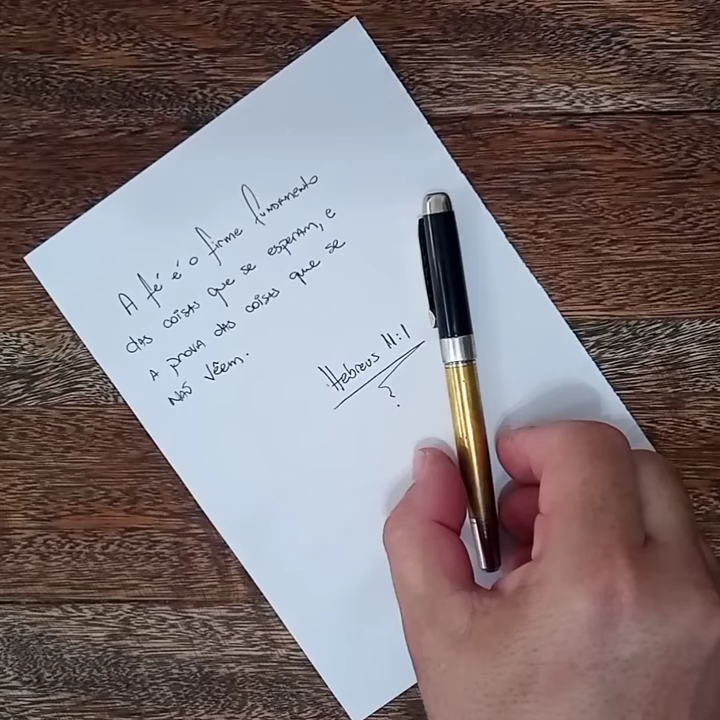 A fé é o firme fundamento
das coisas que se esperam, e
a prova das coisas que se
não vêem.
Hebreus 11:1